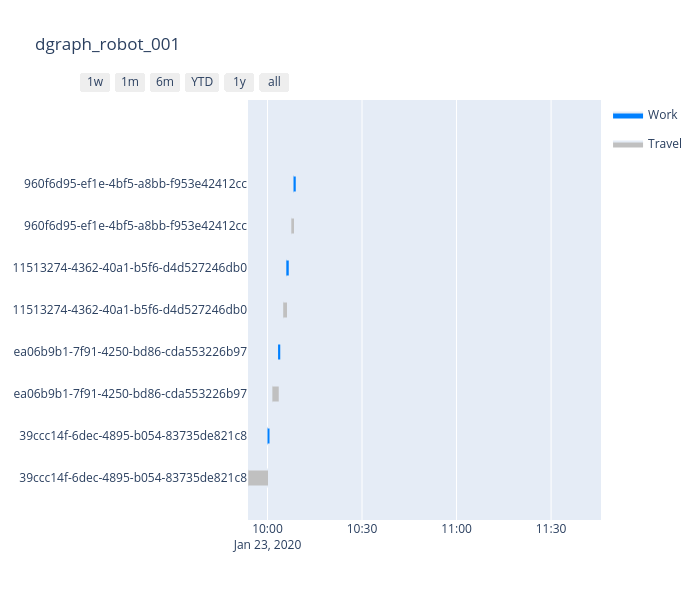 dgraph_robot_001
1w 1m 6m YTD 1y all
Work
Travel
960f6d95-ef1e-4bf5-a8bb-f953e42412cc
960f6d95-ef1e-4bf5-a8bb-f953e42412cc
11513274-4362-40a1-b5f6-d4d527246db0
11513274-4362-40a1-b5f6-d4d527246db0
ea06b9b1-7f91-4250-bd86-cda553226b97
ea06b9b1-7f91-4250-bd86-cda553226b97
39ccc14f-6dec-4895-b054-83735de821c8
39ccc14f-6dec-4895-b054-83735de821c8
10:00 10:30 11:00 11:30
Jan 23, 2020